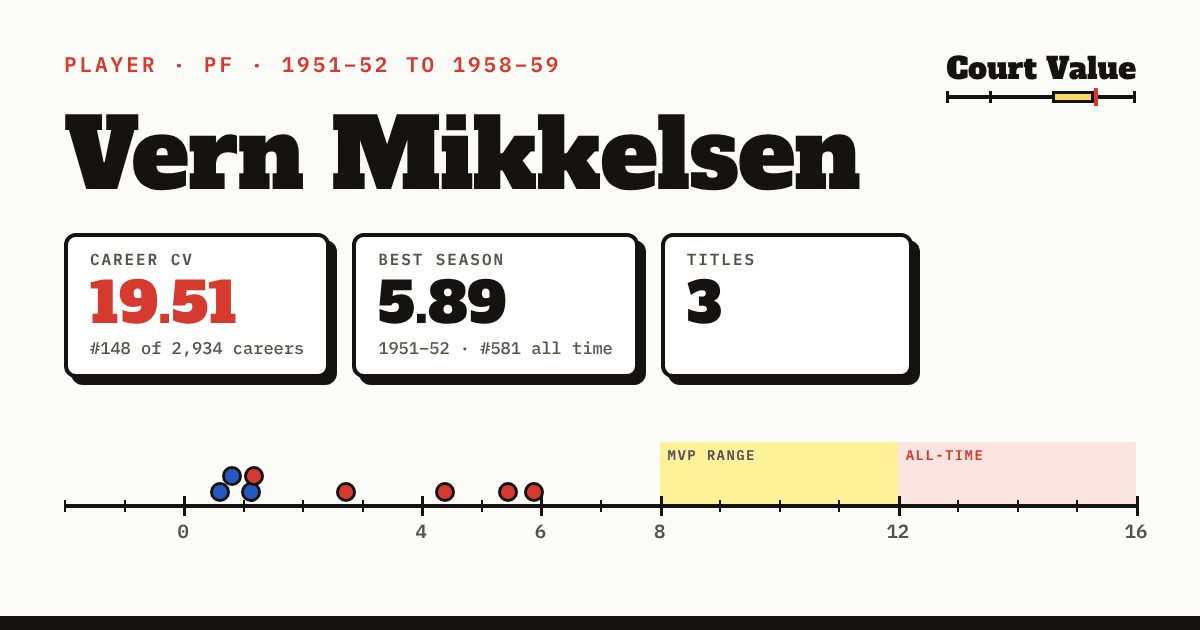 PLAYER · PF · 1951–52 TO 1958–59
Court Value
Vern Mikkelsen
CAREER CV
19.51
#148 of 2,934 careers
BEST SEASON
5.89
1951–52 · #581 all time
TITLES
3
MVP RANGE
ALL-TIME
0 4 6 8 12 16